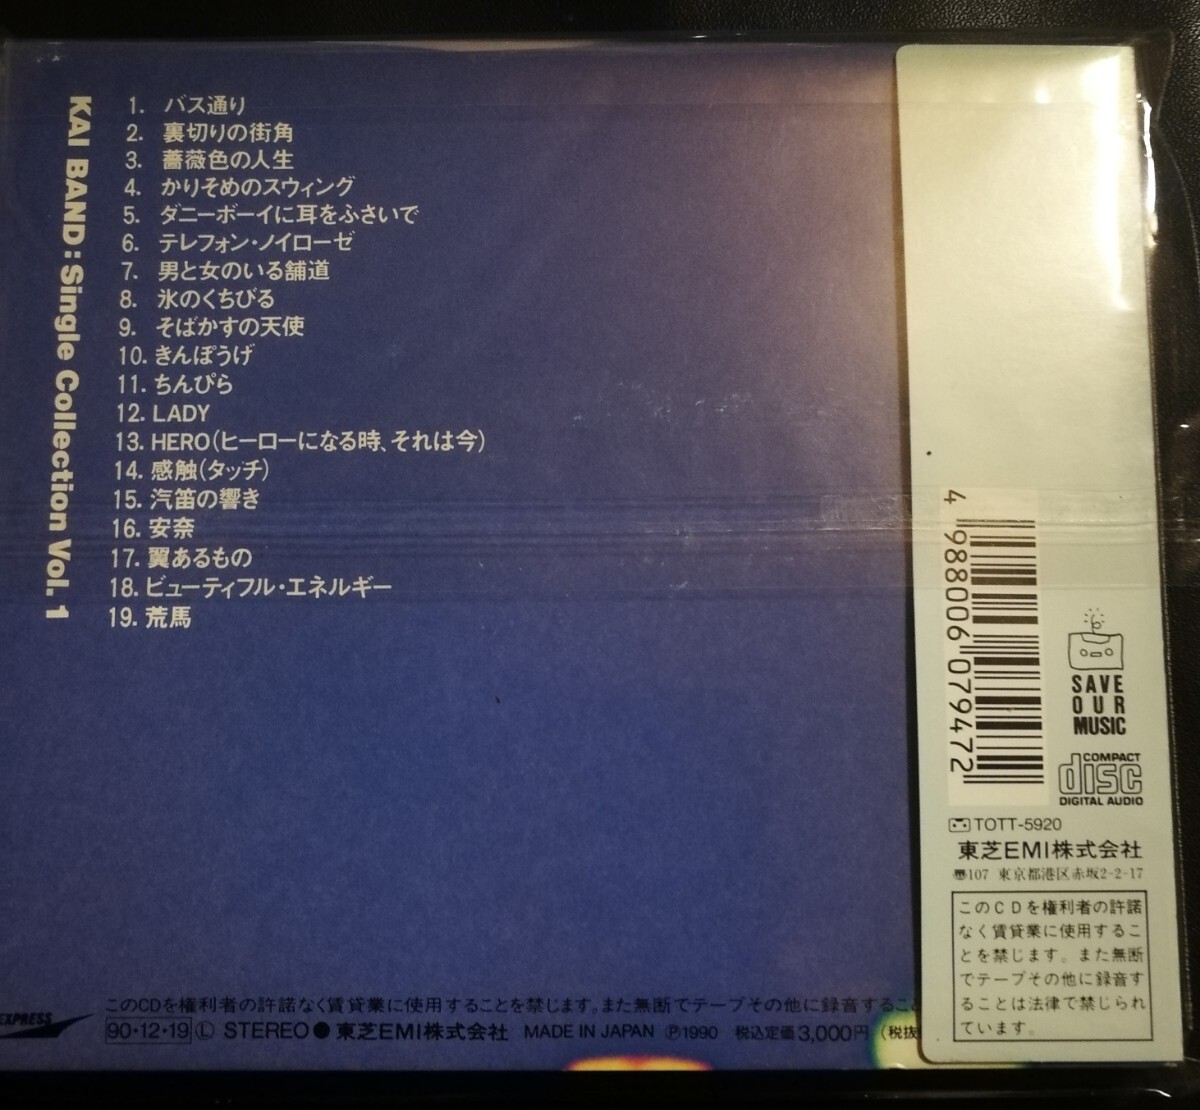 KAI BAND：Single Collection Vol. 1
1. バス通り
2. 裏切りの街角
3. 薔薇色の人生
4. かりそめのスウィング
5. ダニーボーイに耳をふさいで
6. テレフォン・ノイローゼ
7. 男と女のいる舗道
8. 氷のくちびる
9. そばかすの天使
10. きんぽうげ
11. ちんぴら
12. LADY
13. HERO(ヒーローになる時、それは今)
14. 感触(タッチ)
15. 汽笛の響き
16. 安奈
17. 翼あるもの
18. ビューティフル・エネルギー
19. 荒馬
このCDを権利者の許諾なく賃貸業に使用することを禁じます。また無断でテープその他に録音するこ
EXPRESS
90・12・19 Ⓛ STEREO● 東芝EMI株式会社 MADE IN JAPAN Ⓟ1990 税込定価3,000円 (税抜
4 988006 079472
SAVE
OUR
MUSIC
COMPACT
disc
DIGITAL AUDIO
TOTT-5920
東芝EMI株式会社
〠107 東京都港区赤坂2-2-17
このCDを権利者の許諾
なく賃貸業に使用するこ
とを禁じます。また無断
でテープその他に録音す
ることは法律で禁じられ
ています。